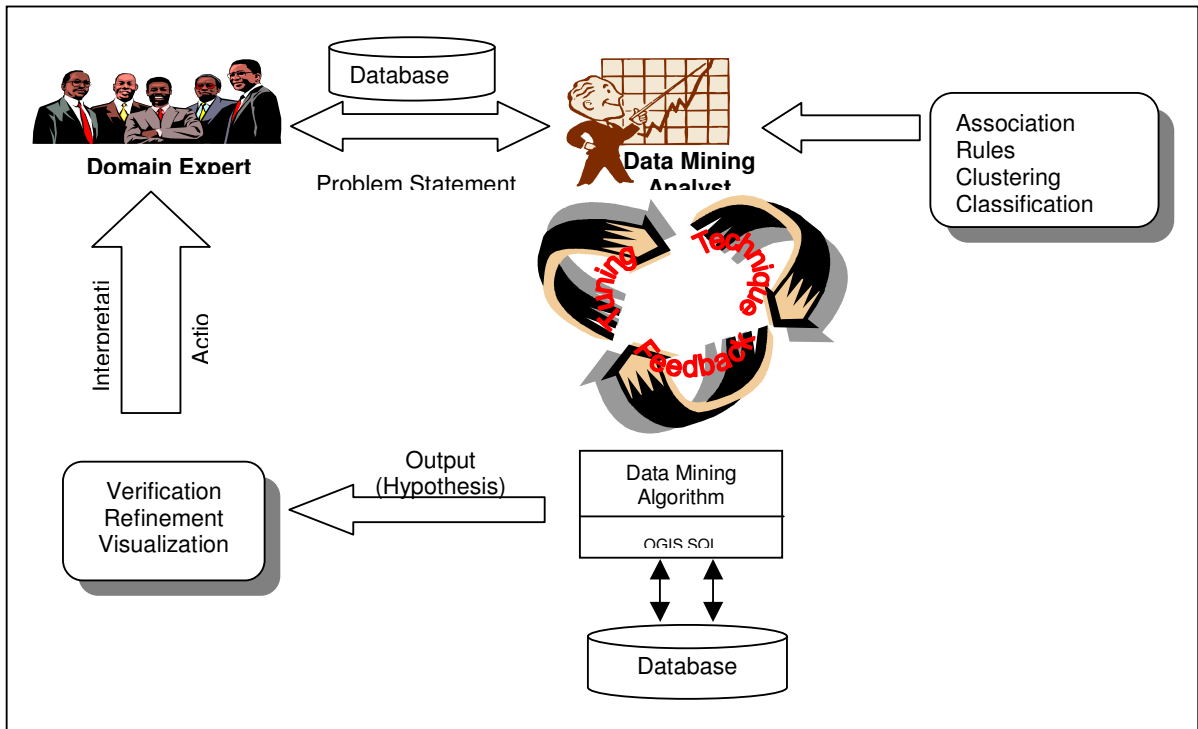 Database
Domain Expert
Problem Statement
Data Mining
Analyst
Association
Rules
Clustering
Classification
Technique
Feedback
Tuning
Interpretati
Actio
Verification
Refinement
Visualization
Output
(Hypothesis)
Data Mining
Algorithm
OGIS SQL
Database